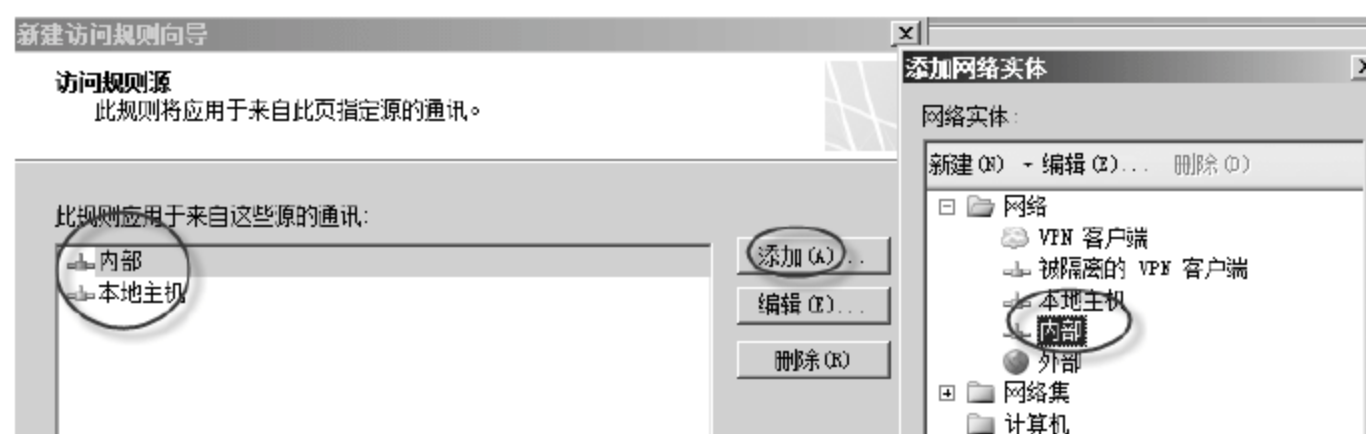 新建访问规则向导
访问规则源
此规则将应用于来自此页指定源的通讯。
此规则应用于来自这些源的通讯:
内部
本地主机
添加(A)...
编辑(E)...
删除(R)
添加网络实体
网络实体:
新建(N) 编辑(E)... 删除(D)
网络
VPN 客户端
被隔离的 VPN 客户端
本地主机
内部
外部
网络集
计算机